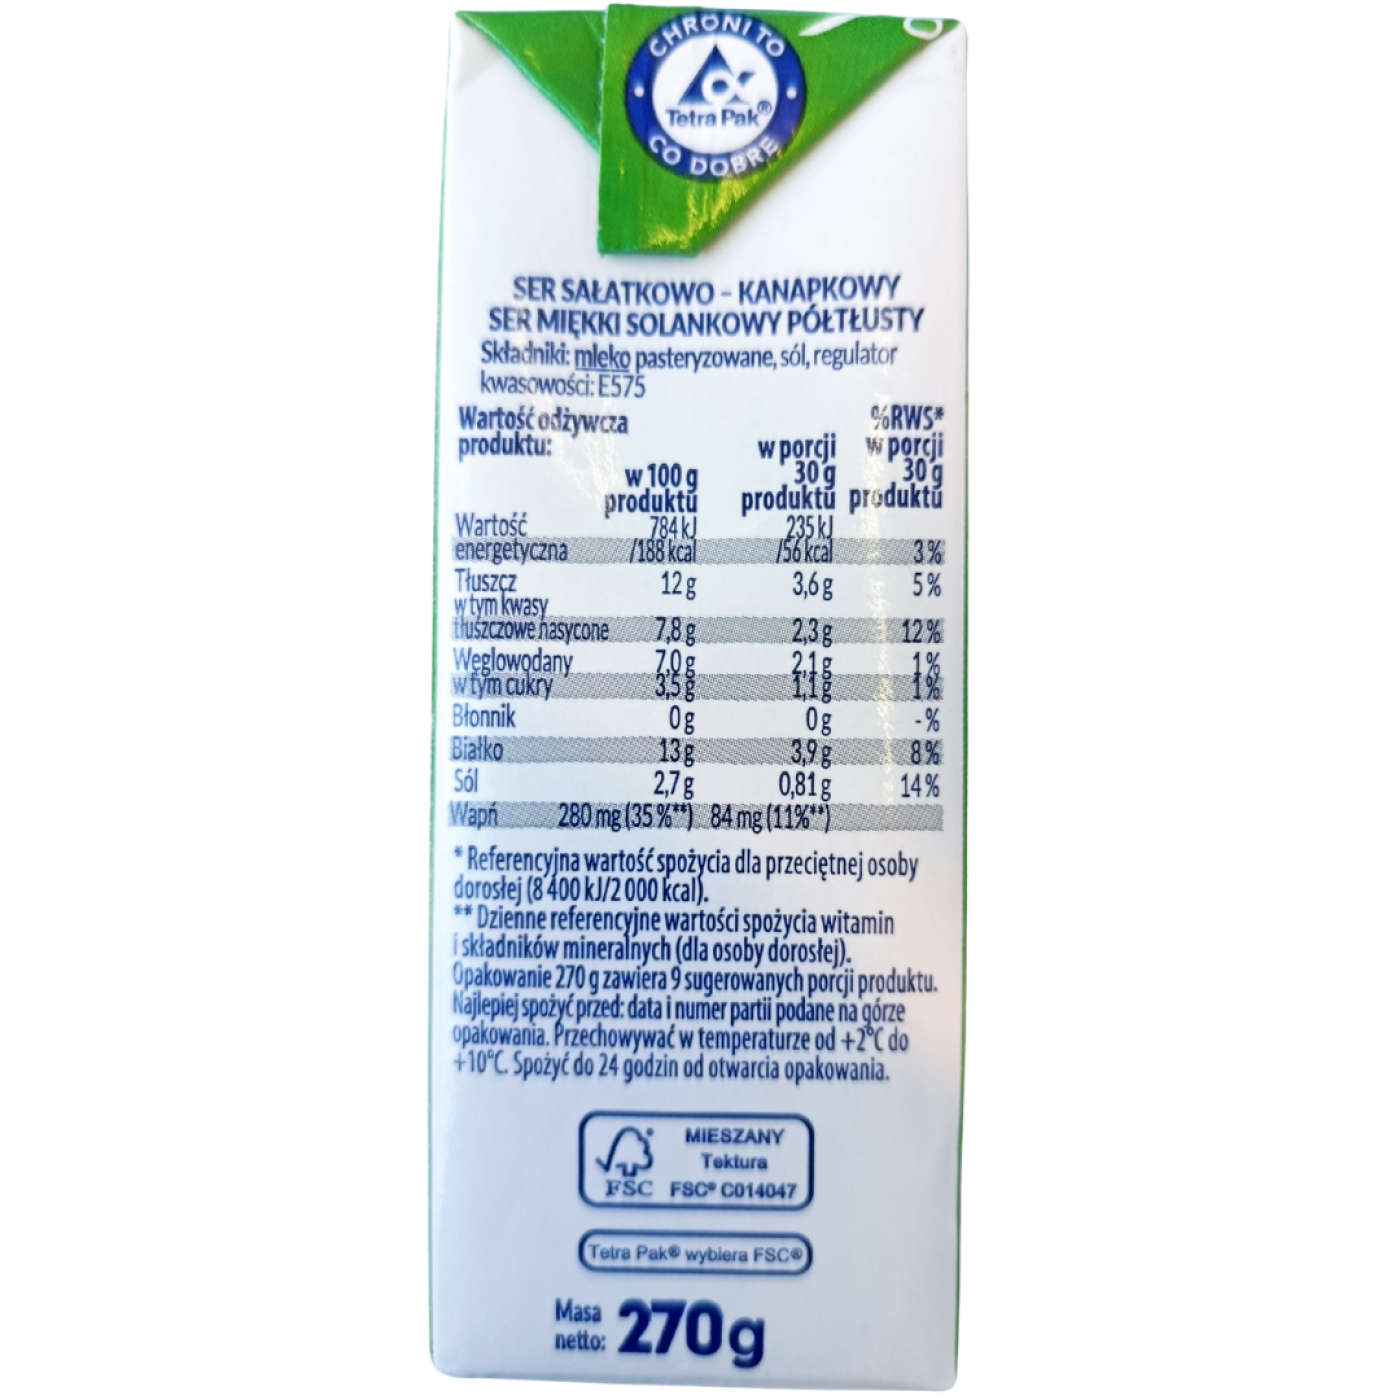 CHRONI TO
Tetra Pak®
CO DOBRE
SER SAŁATKOWO - KANAPKOWY
SER MIĘKKI SOLANKOWY PÓŁTŁUSTY
Składniki: mleko pasteryzowane, sól, regulator
kwasowości: E575
Wartość odżywcza %RWS*
produktu: w porcji w porcji
w 100 g 30 g 30 g
produktu produktu produktu
Wartość 784 kJ 235 kJ
energetyczna /188 kcal /56 kcal 3 %
Tłuszcz 12 g 3,6 g 5 %
w tym kwasy
tłuszczowe nasycone 7,8 g 2,3 g 12 %
Węglowodany 7,0 g 2,1 g 1 %
w tym cukry 3,5 g 1,1 g 1 %
Błonnik 0 g 0 g - %
Białko 13 g 3,9 g 8 %
Sól 2,7 g 0,81 g 14 %
Wapń 280 mg (35 %**) 84 mg (11%**)
* Referencyjna wartość spożycia dla przeciętnej osoby
dorosłej (8 400 kJ/2 000 kcal).
** Dzienne referencyjne wartości spożycia witamin
i składników mineralnych (dla osoby dorosłej).
Opakowanie 270 g zawiera 9 sugerowanych porcji produktu.
Najlepiej spożyć przed: data i numer partii podane na górze
opakowania. Przechowywać w temperaturze od +2°C do
+10°C. Spożyć do 24 godzin od otwarcia opakowania.
MIESZANY
Tektura
FSC FSC® C014047
Tetra Pak® wybiera FSC®
Masa
netto: 270g